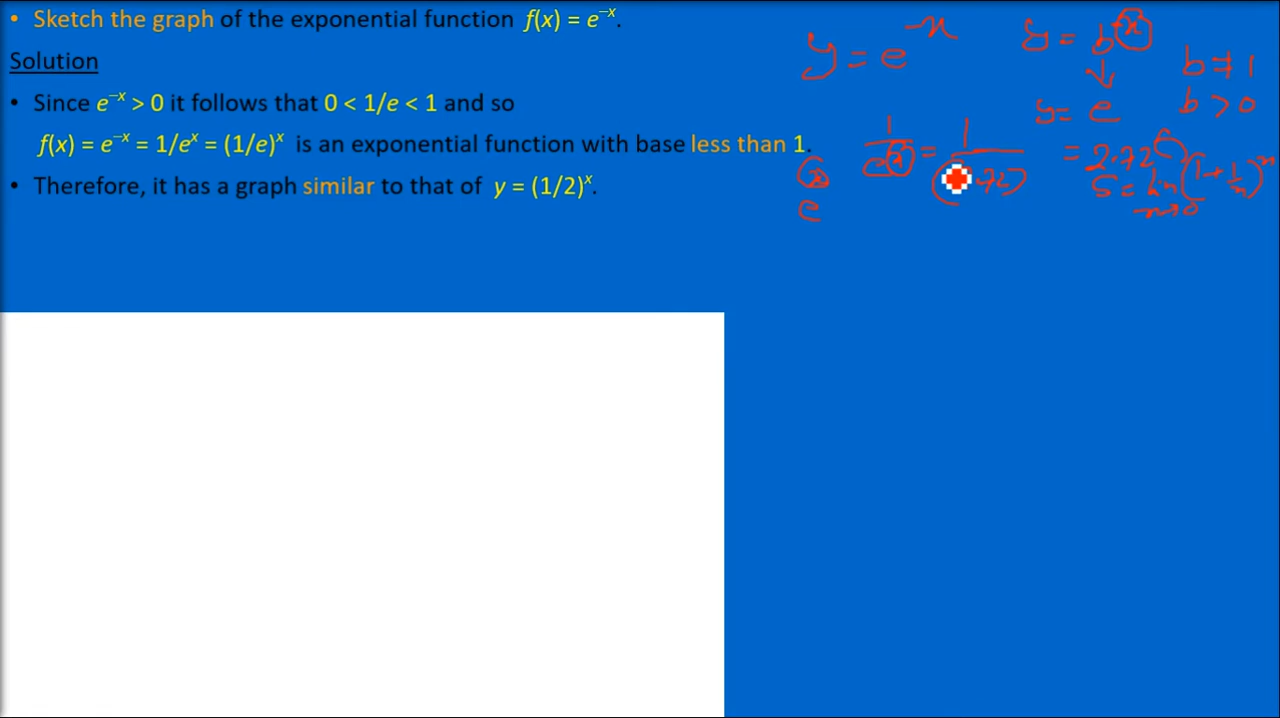 • Sketch the graph of the exponential function f(x) = e⁻ˣ.
Solution
• Since e⁻ˣ > 0 it follows that 0 < 1/e < 1 and so
f(x) = e⁻ˣ = 1/eˣ = (1/e)ˣ is an exponential function with base less than 1.
• Therefore, it has a graph similar to that of y = (1/2)ˣ.
y = e⁻ˣ
b ≠ 1
b > 0
y = e
= 2.72